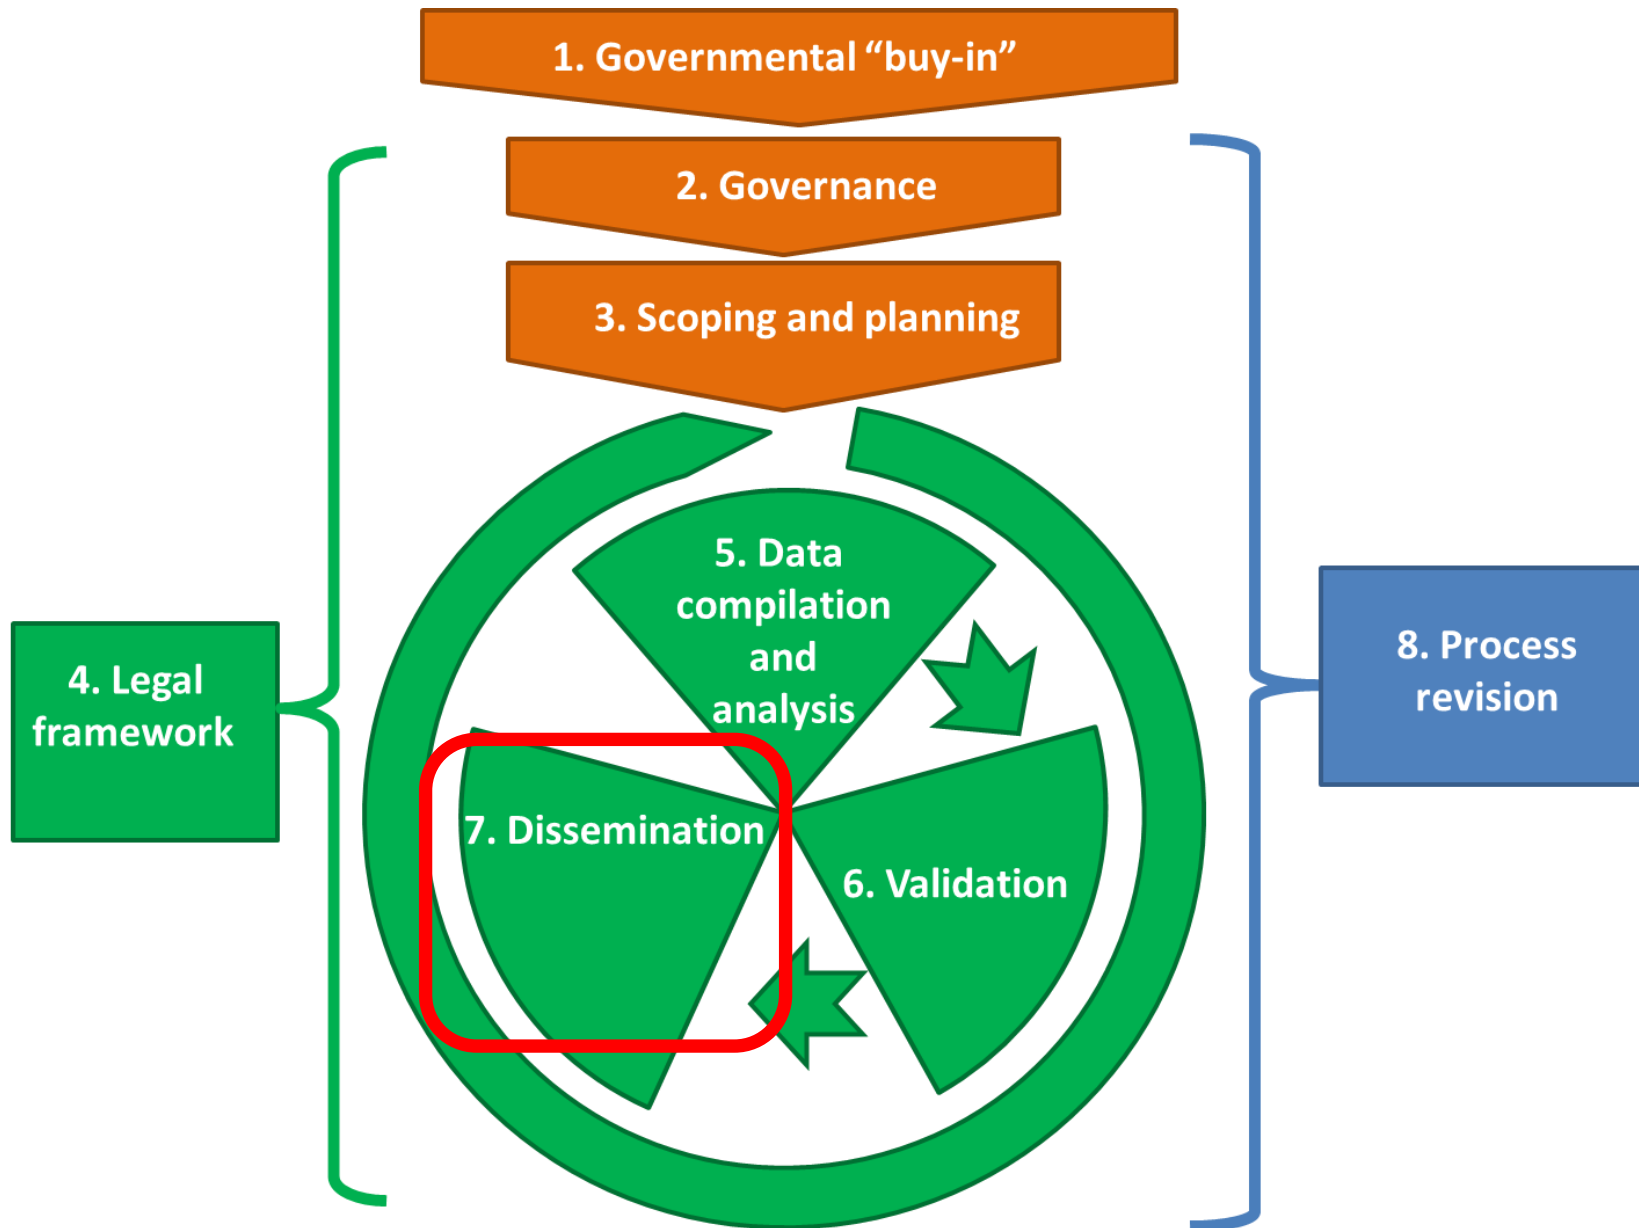 1. Governmental “buy-in”
2. Governance
3. Scoping and planning
4. Legal
framework
5. Data
compilation
and
analysis
6. Validation
7. Dissemination
8. Process
revision